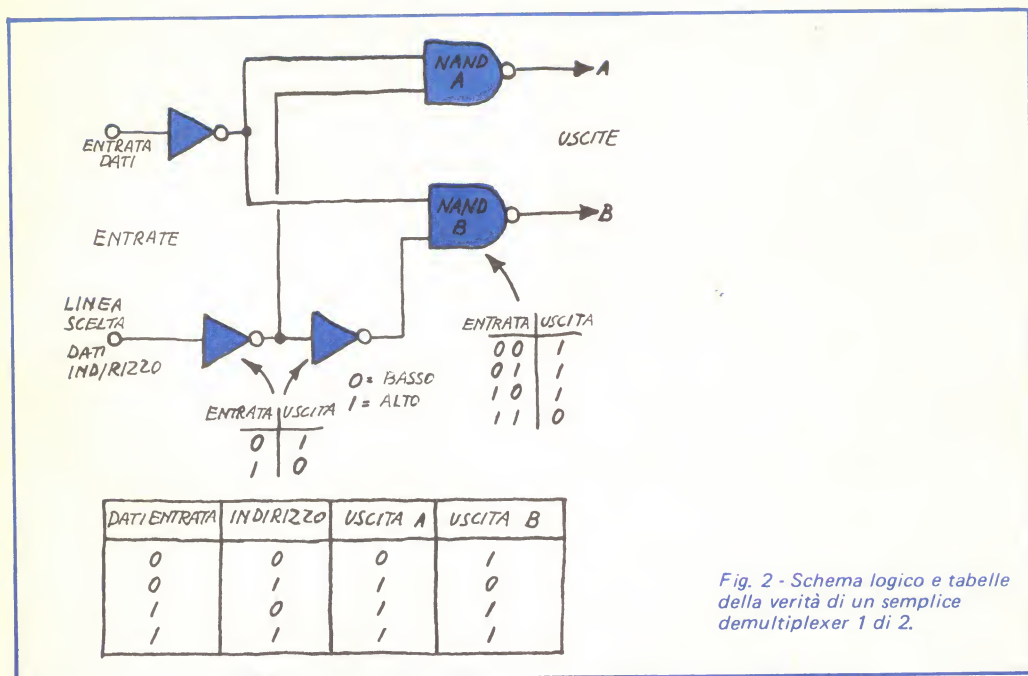 NAND
A
A
ENTRATA
DATI
USCITE
NAND
B
B
ENTRATE
LINEA
SCELTA
DATI
INDIRIZZO
0 = BASSO
1 = ALTO
ENTRATA USCITA
0 1
1 0
ENTRATA USCITA
0 0 1
0 1 1
1 0 1
1 1 0
DATI ENTRATA INDIRIZZO USCITA A USCITA B
0 0 0 1
0 1 1 0
1 0 1 1
1 1 1 1
Fig. 2 - Schema logico e tabelle
della verità di un semplice
demultiplexer 1 di 2.